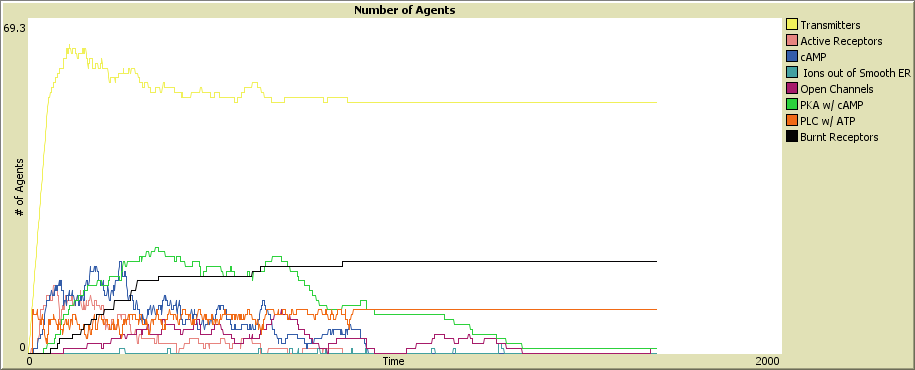 Number of Agents
69.3
# of Agents
0
0
Time
2000
Transmitters
Active Receptors
cAMP
Ions out of Smooth ER
Open Channels
PKA w/ cAMP
PLC w/ ATP
Burnt Receptors